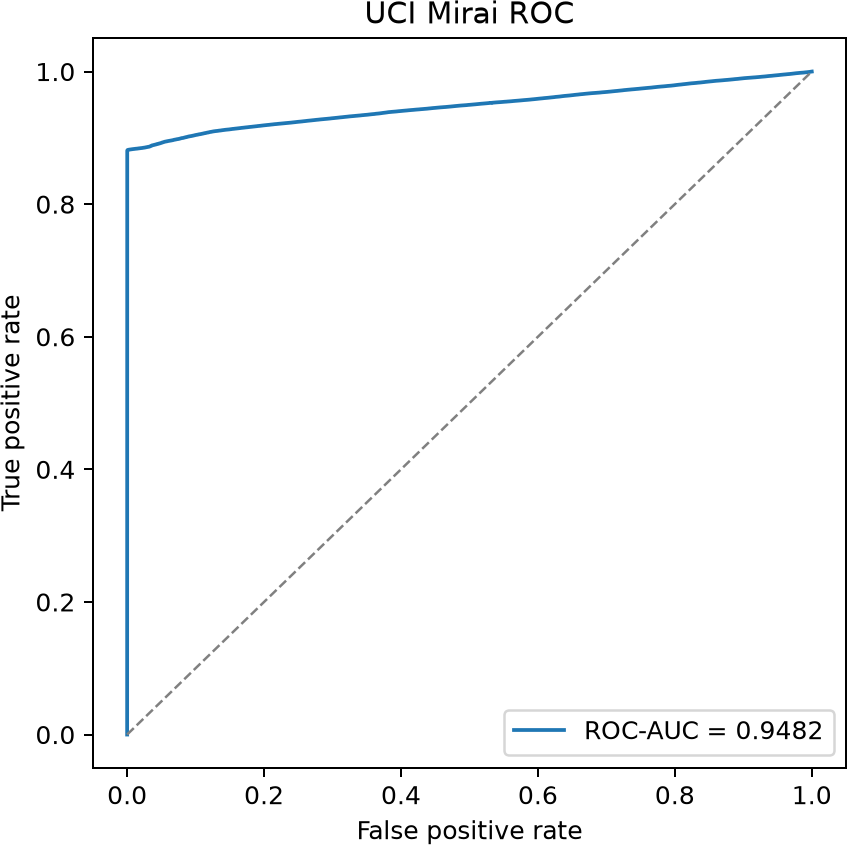 UCI Mirai ROC
1.0
0.8
0.6
0.4
0.2
0.0
True positive rate
ROC-AUC = 0.9482
0.0 0.2 0.4 0.6 0.8 1.0
False positive rate